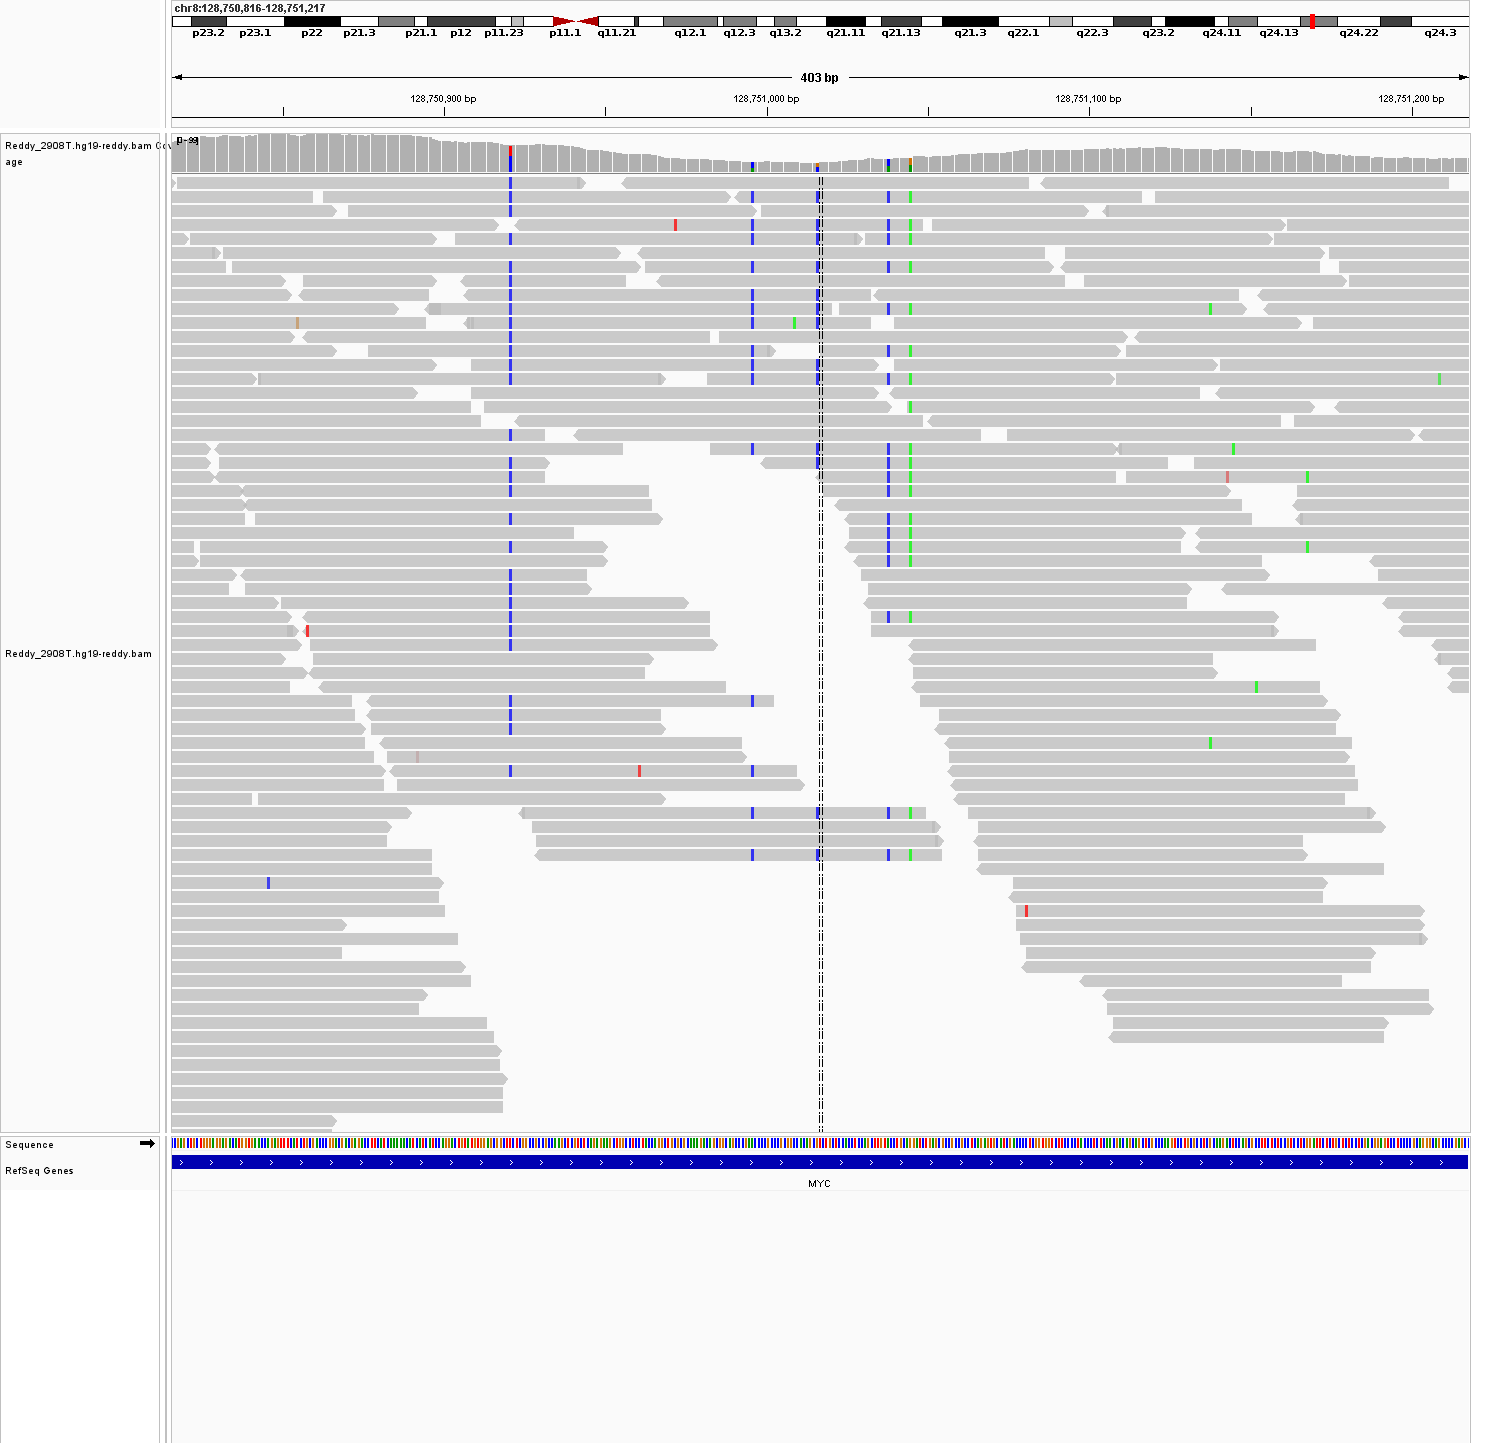 chr8:128,750,816-128,751,217
p23.2 p23.1 p22 p21.3 p21.1 p12 p11.23 p11.1 q11.21 q12.1 q12.3 q13.2 q21.11 q21.13 q21.3 q22.1 q22.3 q23.2 q24.11 q24.13 q24.22 q24.3
403 bp
128,750,900 bp 128,751,000 bp 128,751,100 bp 128,751,200 bp
[0-99]
Reddy_2908T.hg19-reddy.bam Cov
age
Reddy_2908T.hg19-reddy.bam
Sequence
RefSeq Genes
MYC